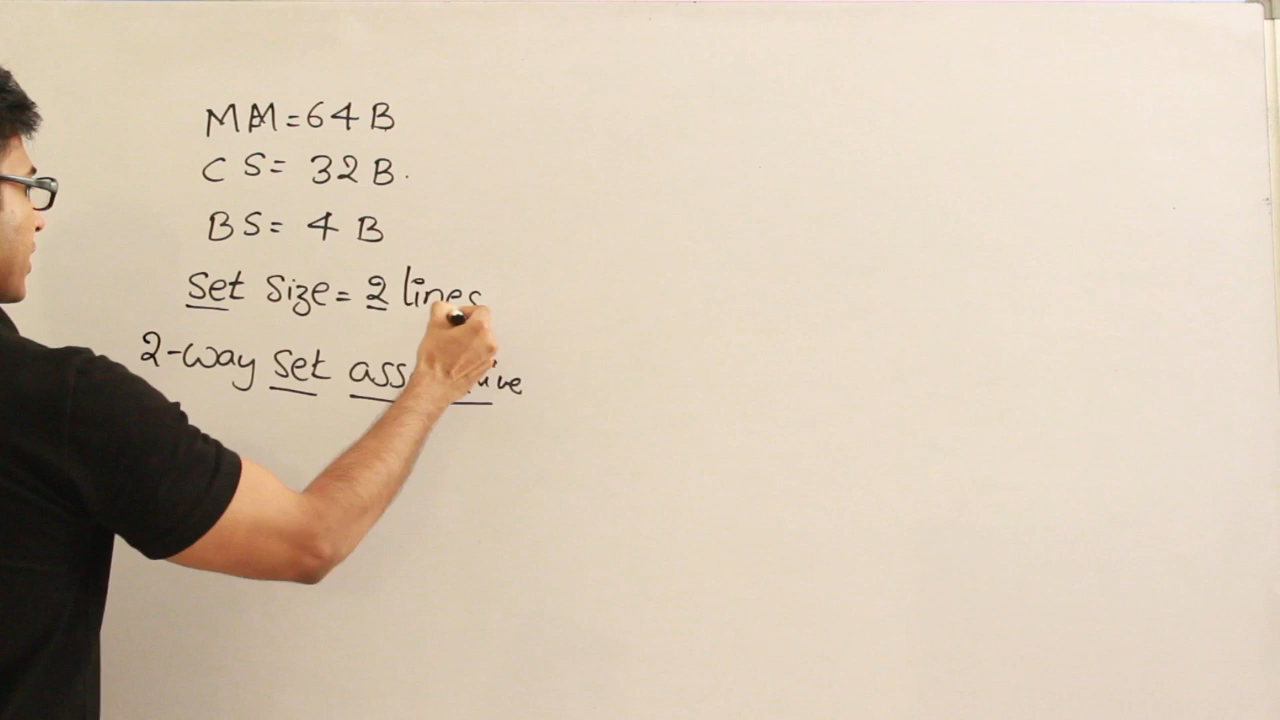 MM=64 B
CS= 32 B.
BS= 4 B
Set Size= 2 lines
2-way set